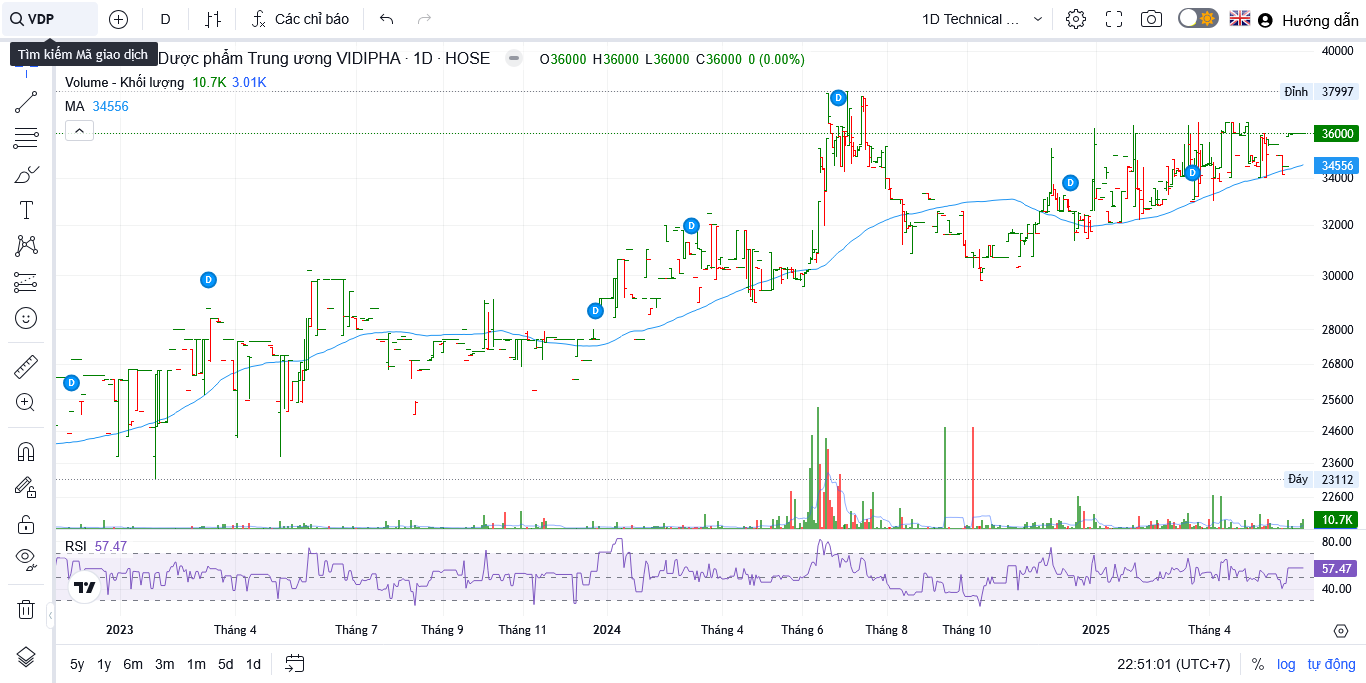 VDP
D
Các chỉ báo
1D Technical ...
Hướng dẫn
Tìm kiếm Mã giao dịch
Dược phẩm Trung ương VIDIPHA · 1D · HOSE
O36000 H36000 L36000 C36000 0 (0.00%)
Volume - Khối lượng 10.7K 3.01K
MA 34556
40000
Đỉnh 37997
36000
34556
34000
32000
30000
28000
26800
25600
24600
23600
Đáy 23112
22600
10.7K
D
D
D
D
D
D
D
RSI 57.47
80.00
57.47
40.00
2023 Tháng 4 Tháng 7 Tháng 9 Tháng 11 2024 Tháng 4 Tháng 6 Tháng 8 Tháng 10 2025 Tháng 4
5y 1y 6m 3m 1m 5d 1d
22:51:01 (UTC+7) % log tự động